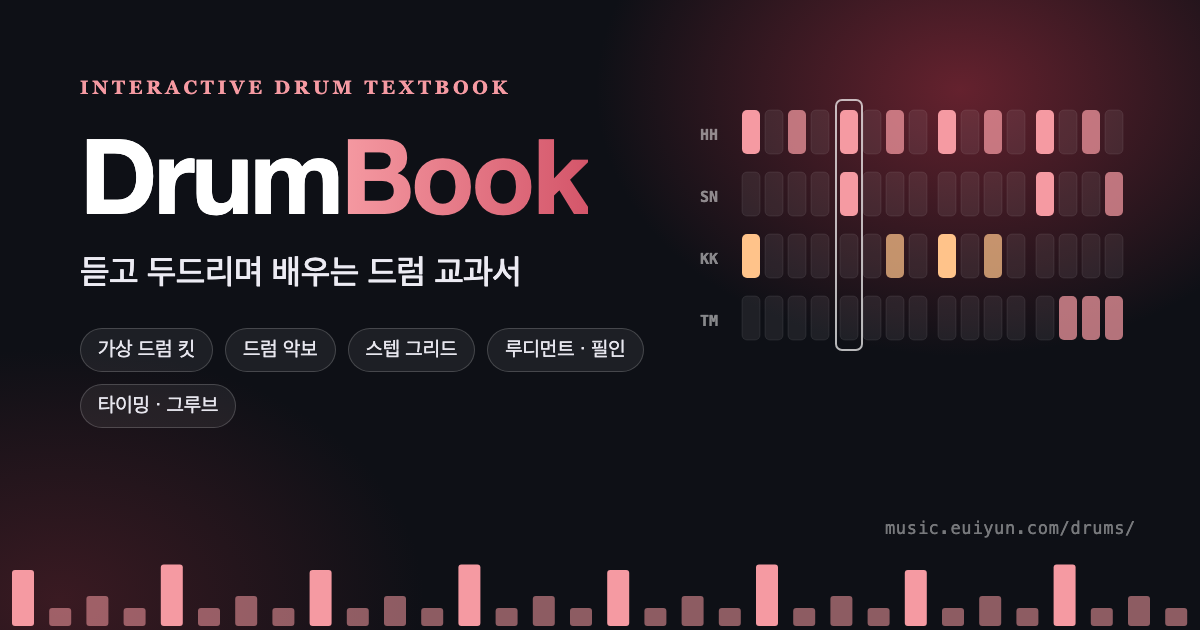 INTERACTIVE DRUM TEXTBOOK
DrumBook
듣고 두드리며 배우는 드럼 교과서
가상 드럼 킷
드럼 악보
스텝 그리드
루디먼트 · 필인
타이밍 · 그루브
HH
SN
KK
TM
music.euiyun.com/drums/